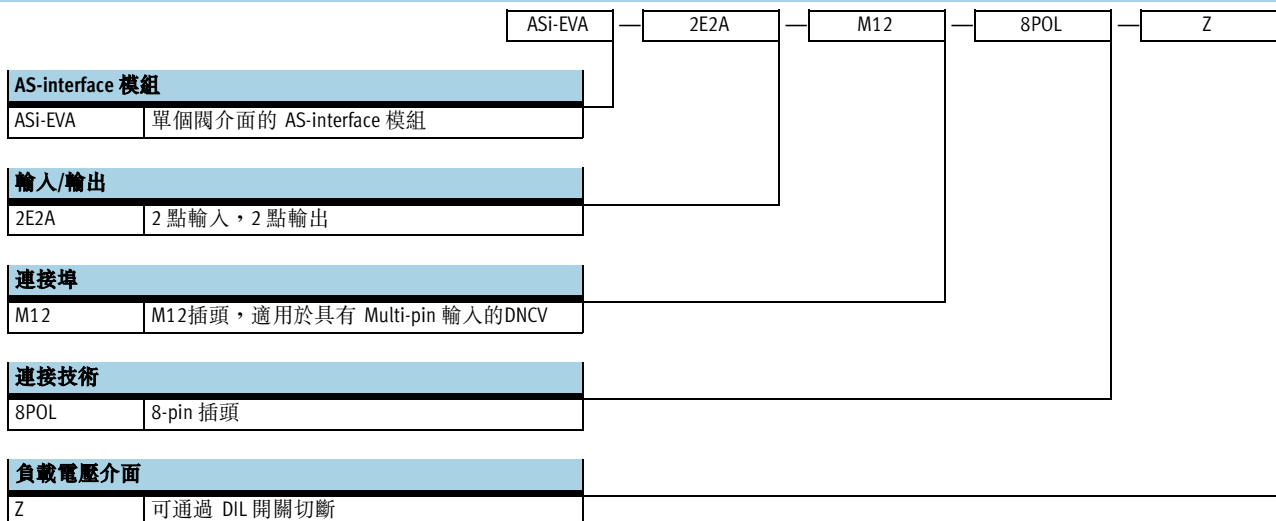 ASi-EVA — 2E2A — M12 — 8POL — Z
AS-interface 模組
ASi-EVA 單個閥介面的 AS-interface 模組
輸入/輸出
2E2A 2 點輸入，2 點輸出
連接埠
M12 M12插頭，適用於具有 Multi-pin 輸入的DNCV
連接技術
8POL 8-pin 插頭
負載電壓介面
Z 可通過 DIL 開關切斷